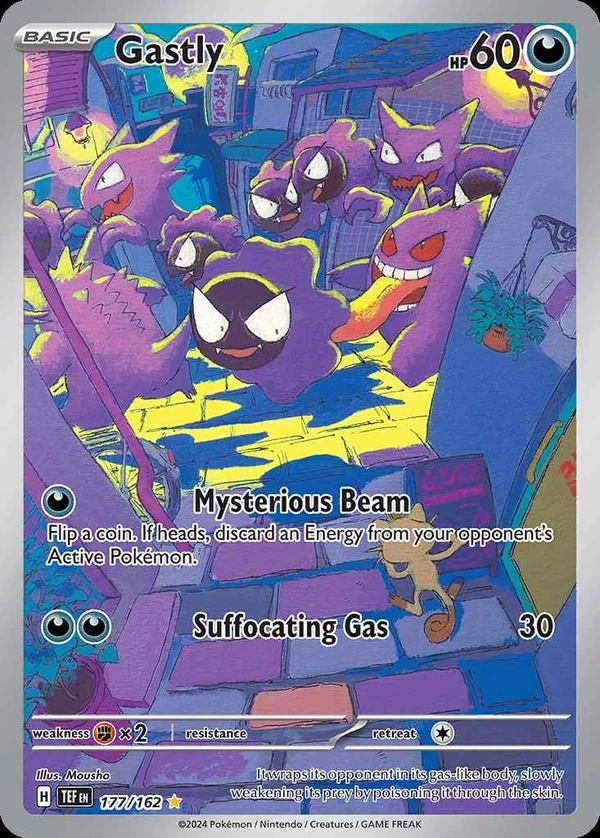 BASIC
Gastly
HP 60
Mysterious Beam
Flip a coin. If heads, discard an Energy from your opponent's
Active Pokémon.
Suffocating Gas 30
weakness ×2 resistance retreat
Illus. Mousho
It wraps its opponent in its gas-like body, slowly
weakening its prey by poisoning it through the skin.
H TEF EN 177/162
©2024 Pokémon / Nintendo / Creatures / GAME FREAK